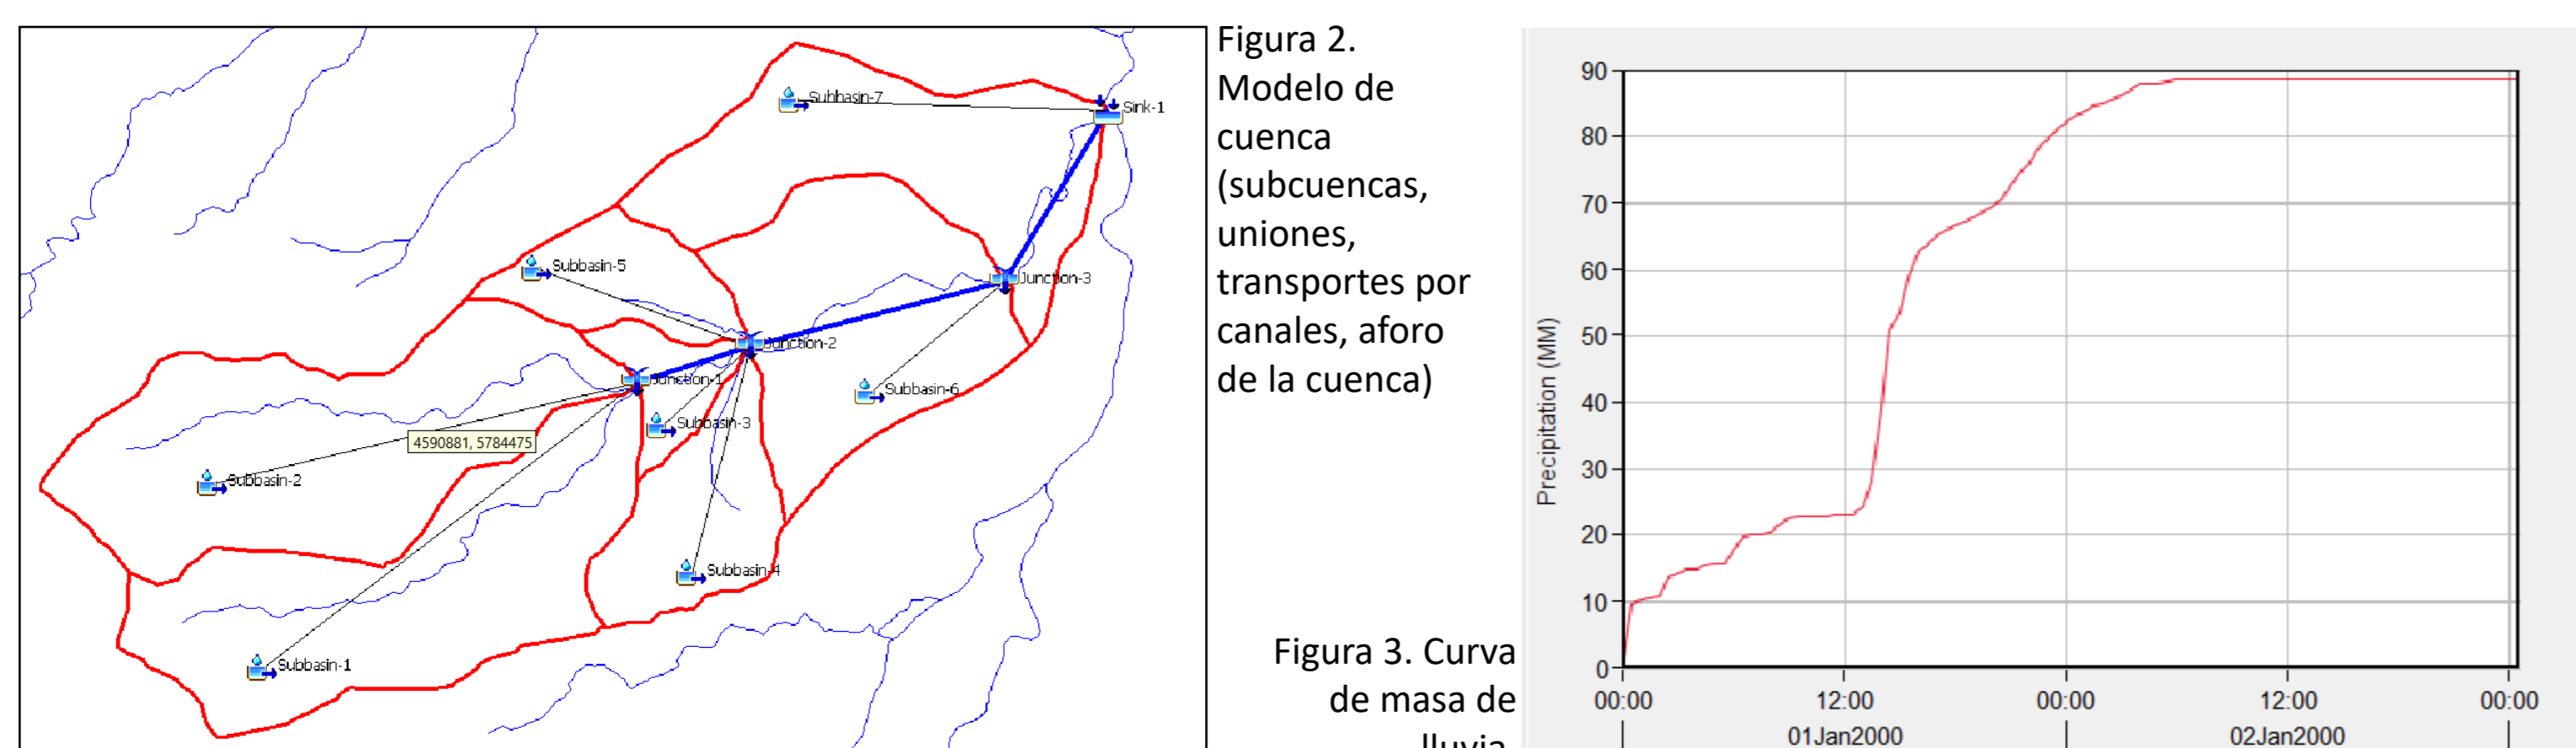 Subbasin-7
Sink-1
Subbasin-5
Junction-3
Junction-2
Junction-1
Subbasin-6
Subbasin-3
4590881, 5784475
Subbasin-2
Subbasin-4
Subbasin-1
Figura 2.
Modelo de
cuenca
(subcuencas,
uniones,
transportes por
canales, aforo
de la cuenca)
Figura 3. Curva
de masa de
lluvia
Precipitation (MM)
90
80
70
60
50
40
30
20
10
0
00:00 12:00 00:00 12:00 00:00
01Jan2000 02Jan2000